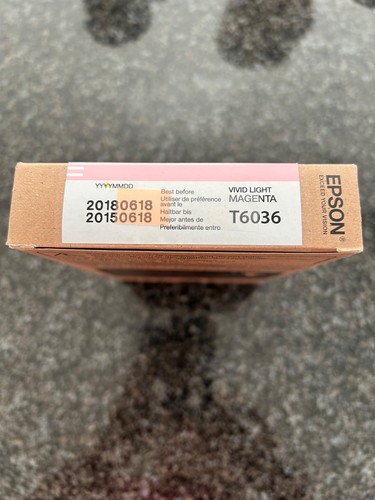 YYYYMMDD
20180618
20150618
Best before
Utiliser de préférence
avant le
Haltbar bis
Mejor antes de
Preferibilmente entro
VIVID LIGHT
MAGENTA
T6036
EPSON®
EXCEED YOUR VISION